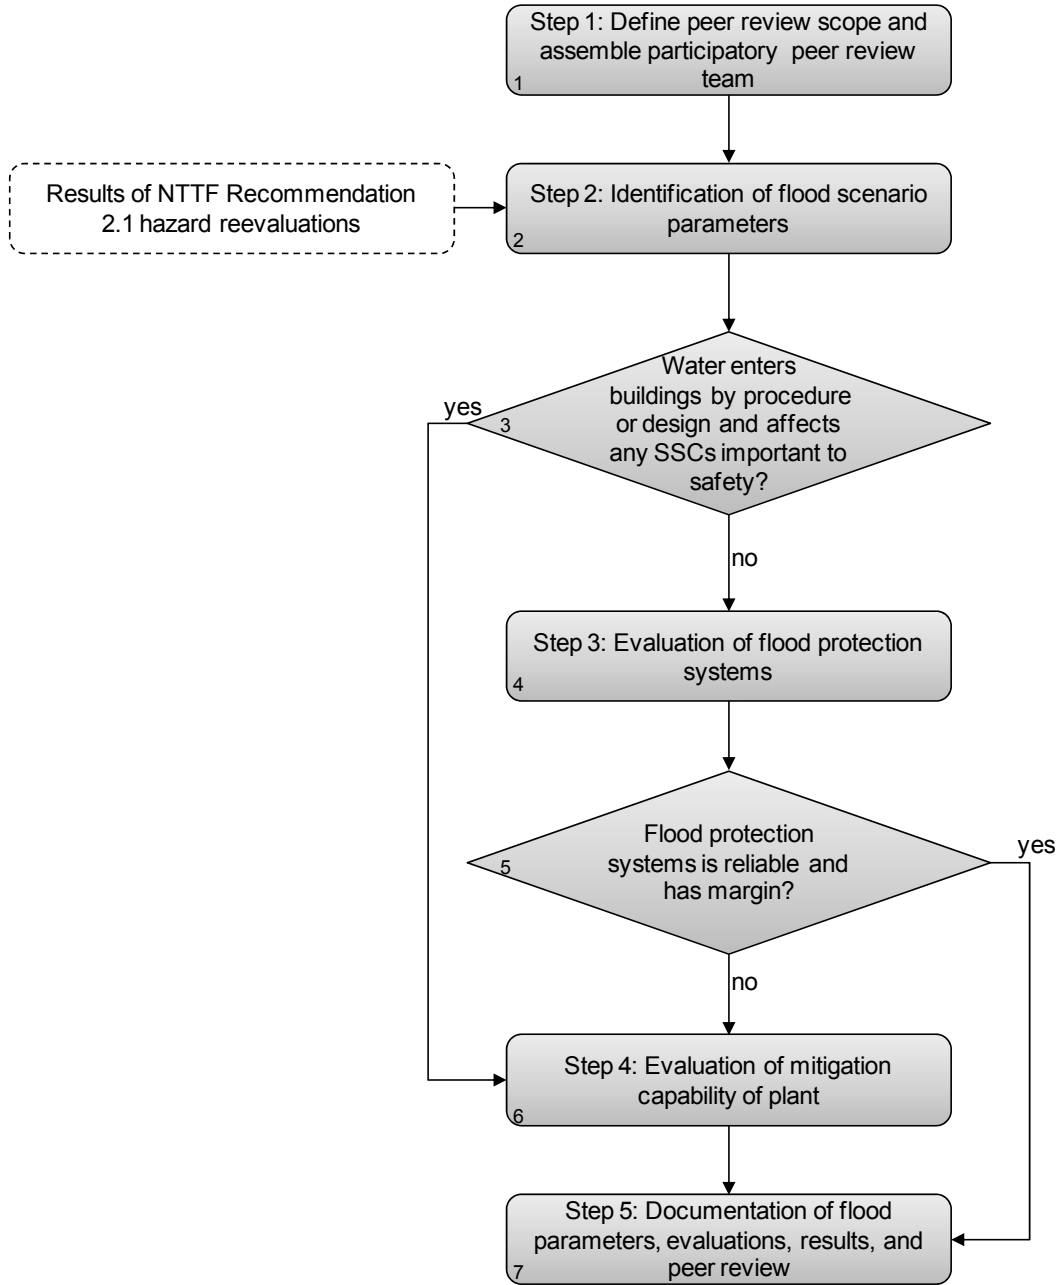 Step 1: Define peer review scope and
assemble participatory peer review
team
1
Results of NTTF Recommendation
2.1 hazard reevaluations
Step 2: Identification of flood scenario
parameters
2
Water enters
buildings by procedure
or design and affects
any SSCs important to
safety?
yes
3
no
Step 3: Evaluation of flood protection
systems
4
Flood protection
systems is reliable and
has margin?
yes
5
no
Step 4: Evaluation of mitigation
capability of plant
6
Step 5: Documentation of flood
parameters, evaluations, results, and
peer review
7